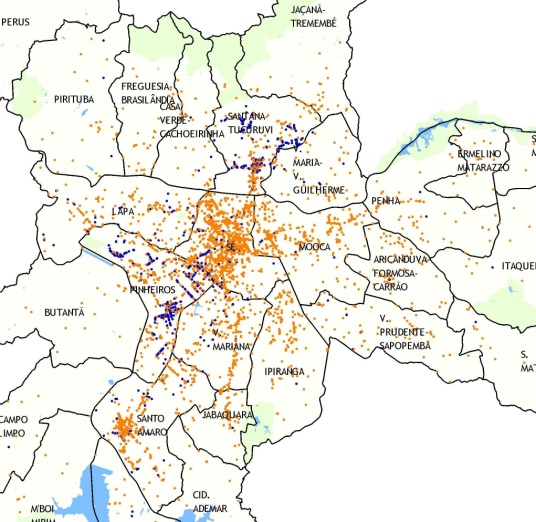 PERUS
JAÇANÃ-
TREMEMBÉ
PIRITUBA
FREGUESIA-
BRASILÂNDIA
CASA
VERDE-
CACHOEIRINHA
SANTANA-
TUCURUVI
MARIA-
V.
GUILHERME
ERMELINO
MATARAZZO
S
M
PENHA
LAPA
SÉ
MOOCA
ARICANDUVA-
FORMOSA-
CARRÃO
ITAQUE
PINHEIROS
BUTANTÃ
V.
MARIANA
V.
PRUDENTE-
SAPOPEMBA
S.
MAT
IPIRANGA
CAMPO
LIMPO
SANTO
AMARO
JABAQUARA
M'BOI
MIRIM
CID.
ADEMAR